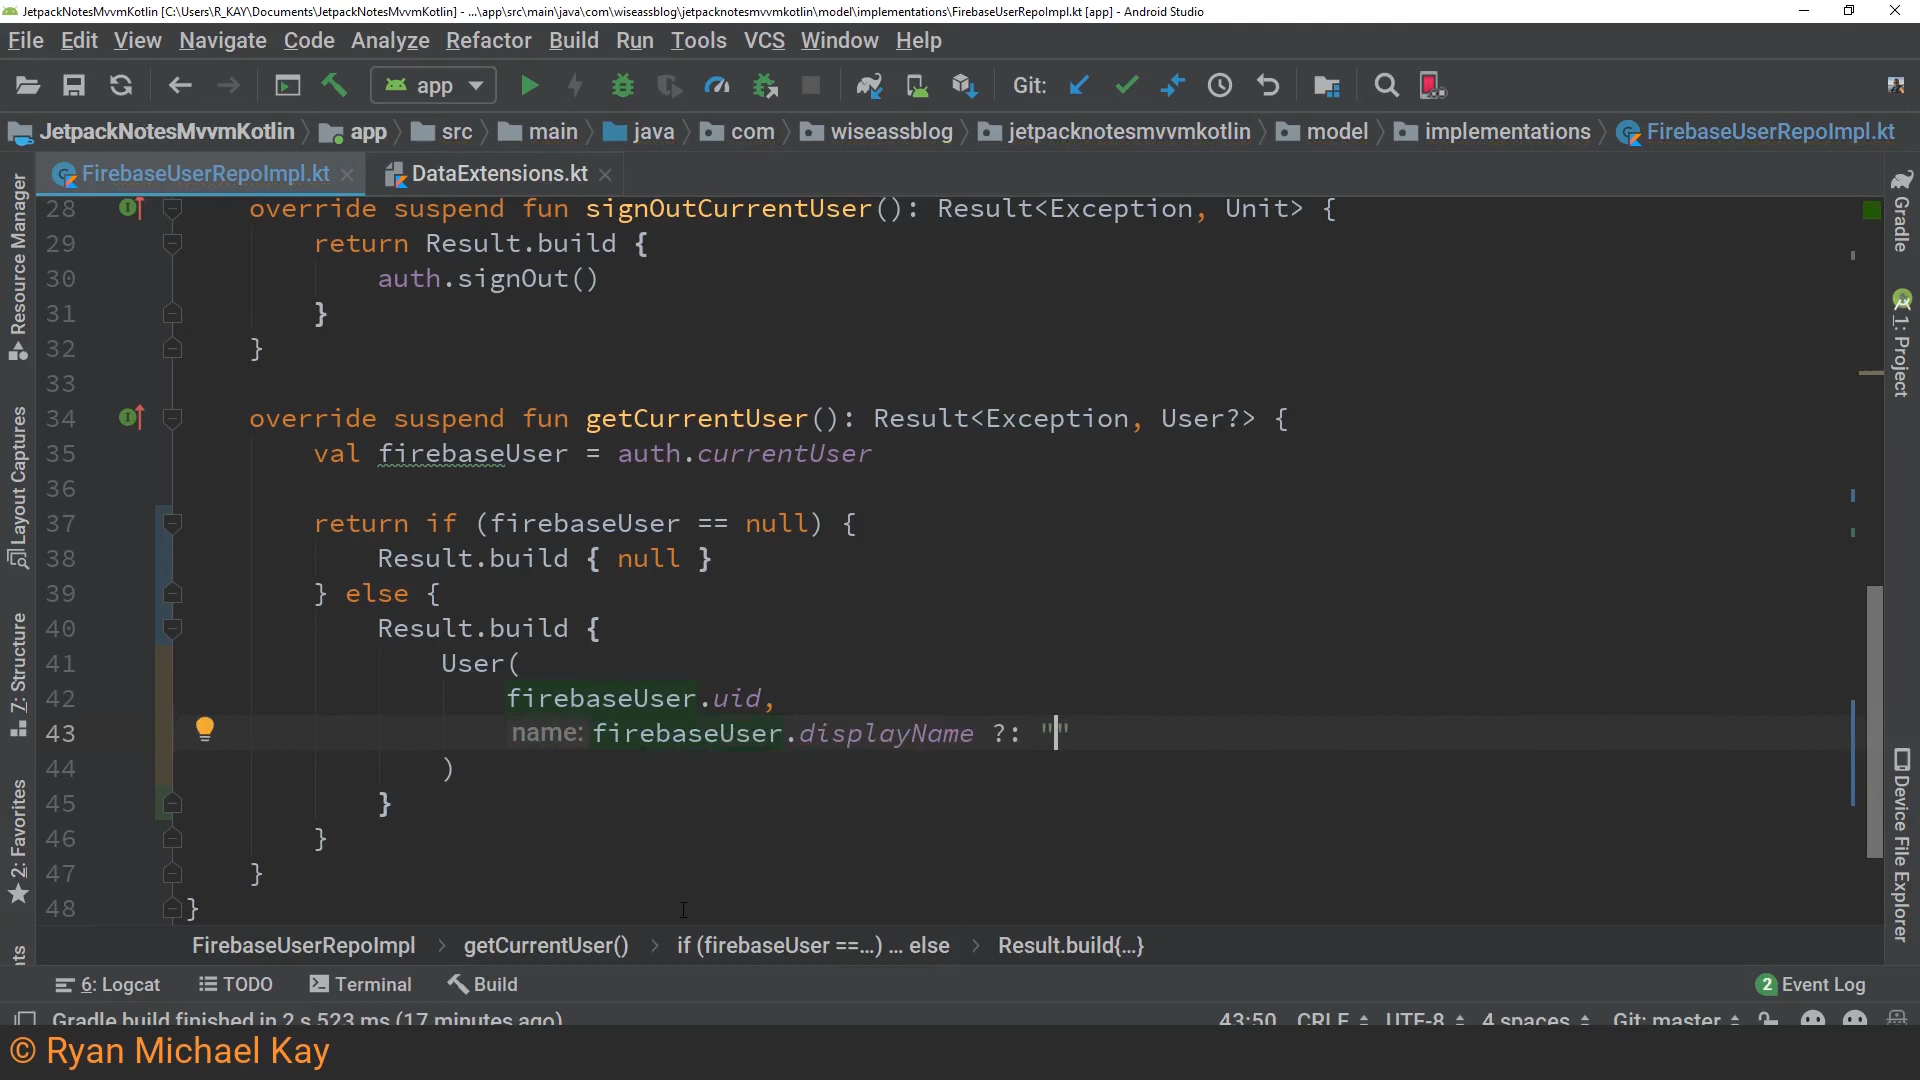 JetpackNotesMvvmKotlin [C:\Users\R_KAY\Documents\JetpackNotesMvvmKotlin] - ...\app\src\main\java\com\wiseassblog\jetpacknotesmvvmkotlin\model\implementations\FirebaseUserRepoImpl.kt [app] - Android Studio
File Edit View Navigate Code Analyze Refactor Build Run Tools VCS Window Help
app Git:
JetpackNotesMvvmKotlin app src main java com wiseassblog jetpacknotesmvvmkotlin model implementations FirebaseUserRepoImpl.kt
FirebaseUserRepoImpl.kt DataExtensions.kt
28 override suspend fun signOutCurrentUser(): Result<Exception, Unit> {
29 return Result.build {
30 auth.signOut()
31 }
32 }
33
34 override suspend fun getCurrentUser(): Result<Exception, User?> {
35 val firebaseUser = auth.currentUser
36
37 return if (firebaseUser == null) {
38 Result.build { null }
39 } else {
40 Result.build {
41 User(
42 firebaseUser.uid,
43 name: firebaseUser.displayName ?: ""
44 )
45 }
46 }
47 }
48 }
Resource Manager
Layout Captures
7: Structure
2: Favorites
nts
Gradle
1: Project
Device File Explorer
FirebaseUserRepoImpl getCurrentUser() if (firebaseUser ==...) ... else Result.build{...}
6: Logcat TODO Terminal Build 2 Event Log
Gradle build finished in 2 s 523 ms (17 minutes ago) 43:50 CRLF UTF-8 4 spaces Git: master
© Ryan Michael Kay